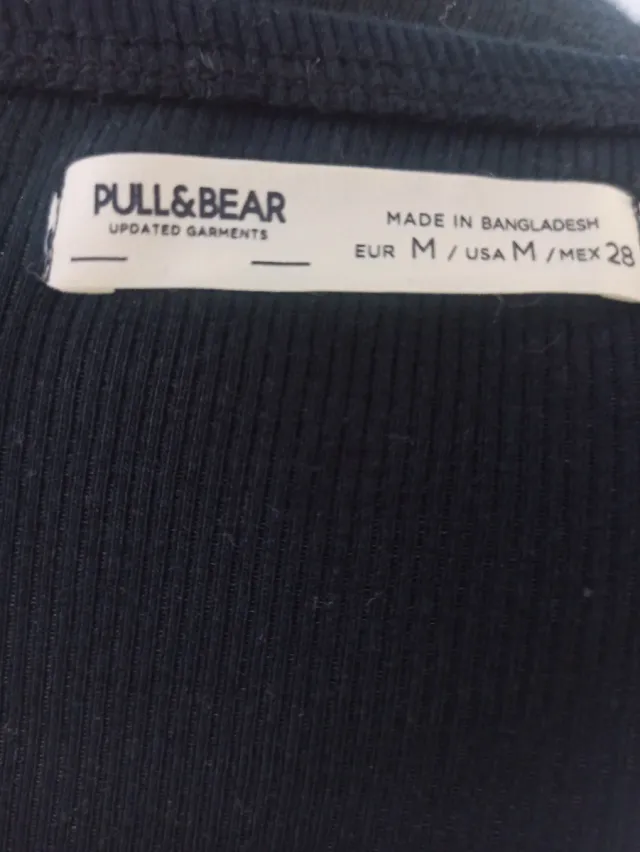 PULL&BEAR
UPDATED GARMENTS
MADE IN BANGLADESH
EUR M / USA M / MEX 28